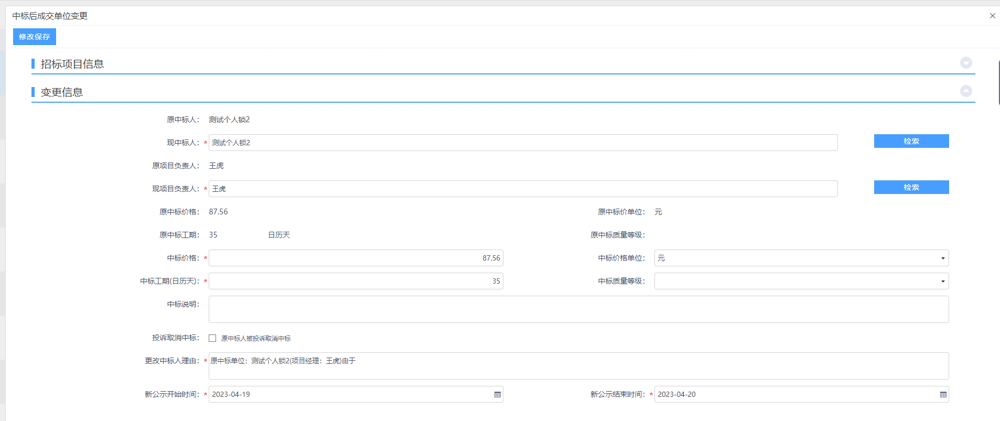 中标后成交单位变更
修改保存
招标项目信息
变更信息
原中标人： 测试个人锁2
现中标人：* 测试个人锁2 检索
原项目负责人： 王虎
现项目负责人：* 王虎 检索
原中标价格： 87.56 原中标价单位： 元
原中标工期： 35 日历天 原中标质量等级：
中标价格：* 87.56 中标价格单位： 元
中标工期(日历天)：* 35 中标质量等级：
中标说明：
投诉取消中标： 原中标人被投诉取消中标
更改中标人理由：* 原中标单位：测试个人锁2(项目经理：王虎)由于
新公示开始时间：* 2023-04-19 新公示结束时间：* 2023-04-20